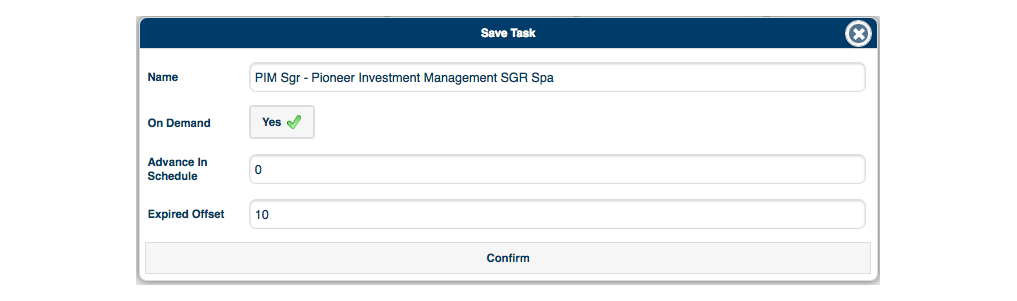 Save Task
Name
PIM Sgr - Pioneer Investment Management SGR Spa
On Demand
Yes
Advance In
Schedule
0
Expired Offset
10
Confirm